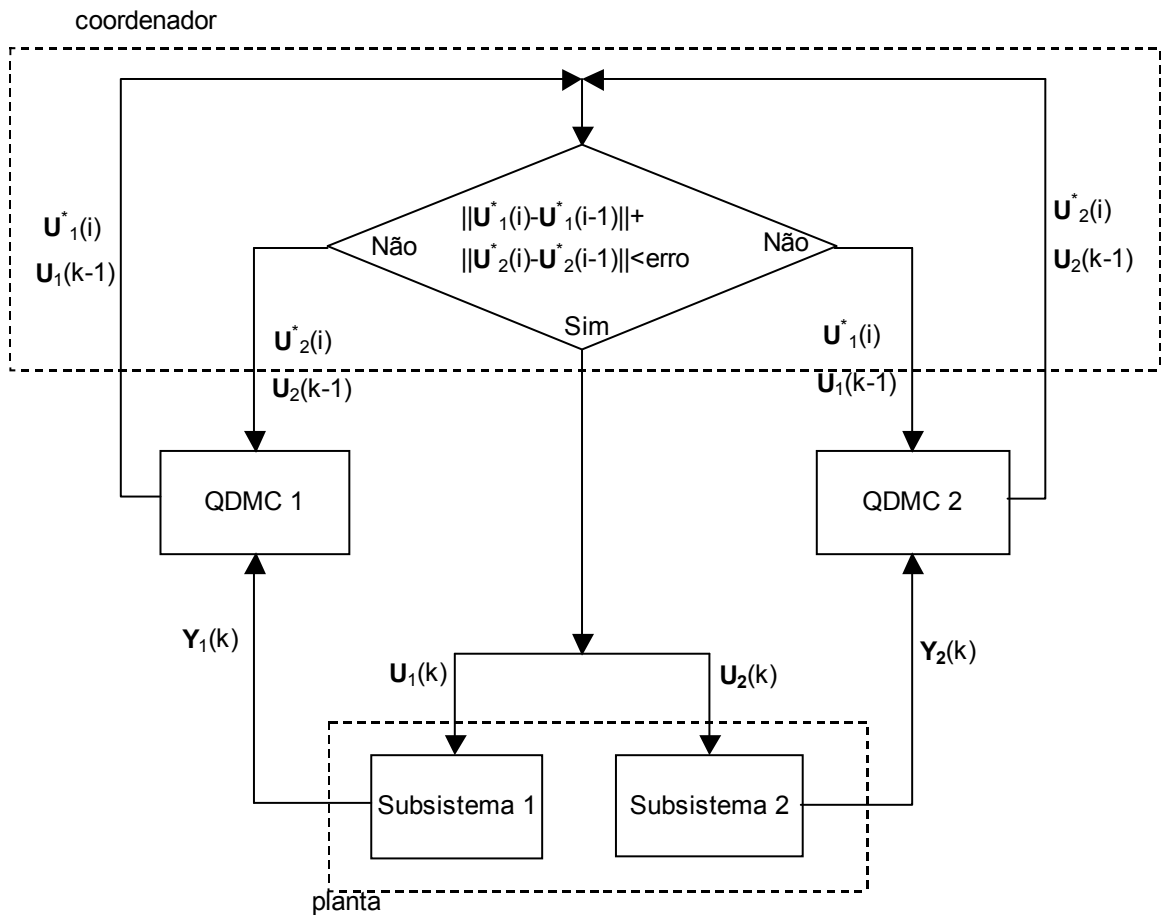 coordenador
||U*1(i)-U*1(i-1)||+
||U*2(i)-U*2(i-1)||<erro
Não
Não
Sim
U*1(i)
U1(k-1)
U*2(i)
U2(k-1)
U*2(i)
U2(k-1)
U*1(i)
U1(k-1)
QDMC 1
QDMC 2
Y1(k)
Y2(k)
U1(k)
U2(k)
Subsistema 1
Subsistema 2
planta